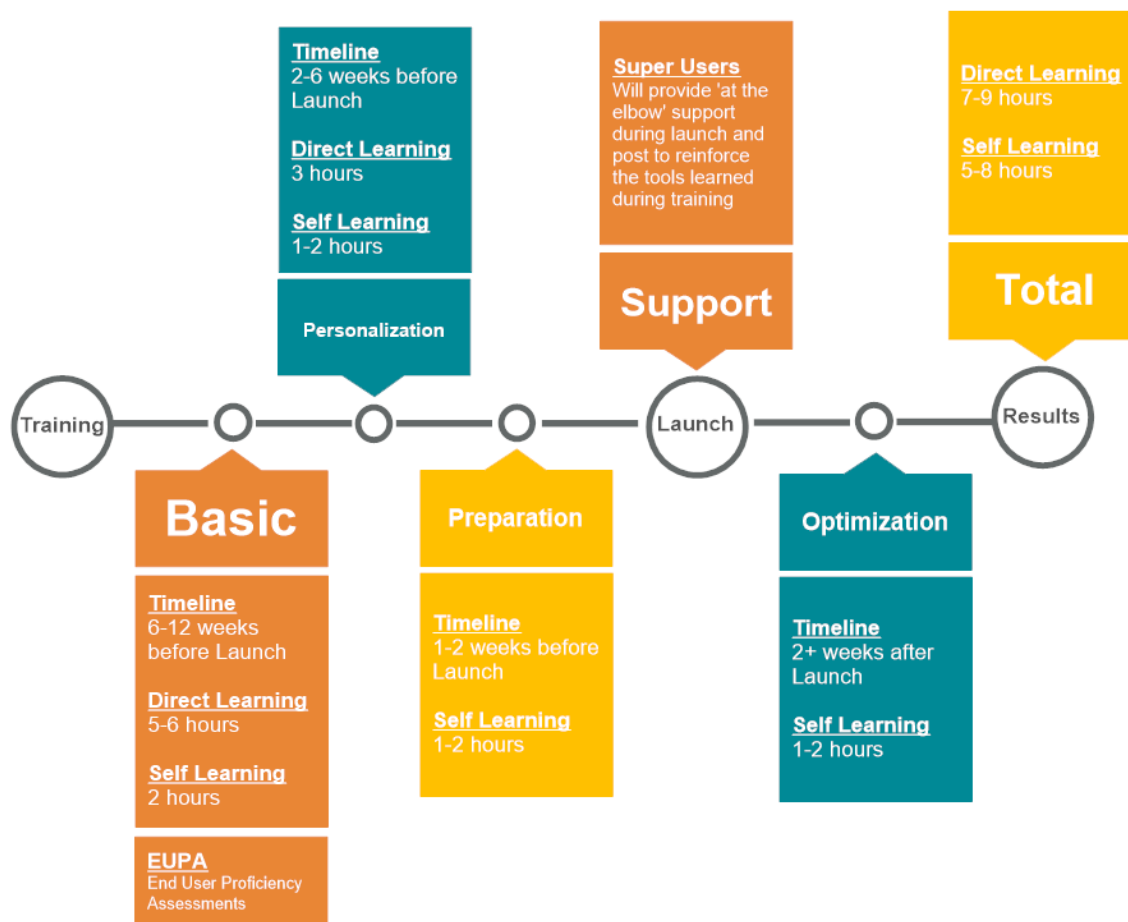 Timeline
2-6 weeks before
Launch
Direct Learning
3 hours
Self Learning
1-2 hours
Personalization
Super Users
Will provide 'at the
elbow' support
during launch and
post to reinforce
the tools learned
during training
Support
Direct Learning
7-9 hours
Self Learning
5-8 hours
Total
Training
Launch
Results
Basic
Timeline
6-12 weeks
before Launch
Direct Learning
5-6 hours
Self Learning
2 hours
EUPA
End User Proficiency
Assessments
Preparation
Timeline
1-2 weeks before
Launch
Self Learning
1-2 hours
Optimization
Timeline
2+ weeks after
Launch
Self Learning
1-2 hours